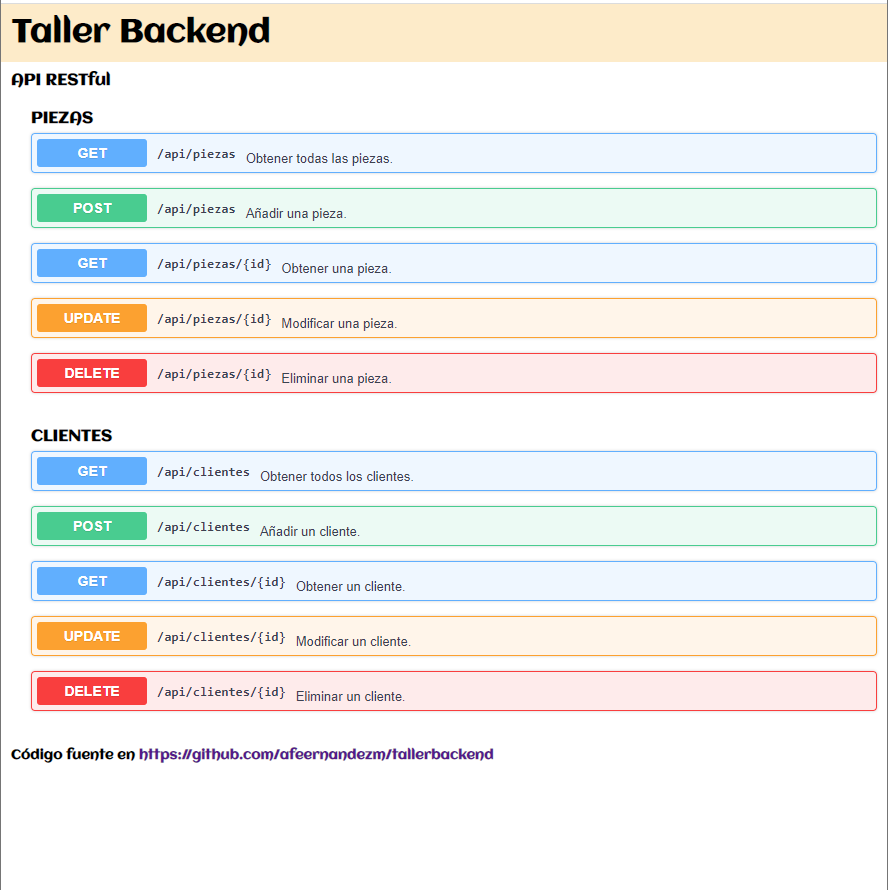 Taller Backend
API RESTful
PIEZAS
GET /api/piezas Obtener todas las piezas.
POST /api/piezas Añadir una pieza.
GET /api/piezas/{id} Obtener una pieza.
UPDATE /api/piezas/{id} Modificar una pieza.
DELETE /api/piezas/{id} Eliminar una pieza.
CLIENTES
GET /api/clientes Obtener todos los clientes.
POST /api/clientes Añadir un cliente.
GET /api/clientes/{id} Obtener un cliente.
UPDATE /api/clientes/{id} Modificar un cliente.
DELETE /api/clientes/{id} Eliminar un cliente.
Código fuente en https://github.com/afeernandezm/tallerbackend